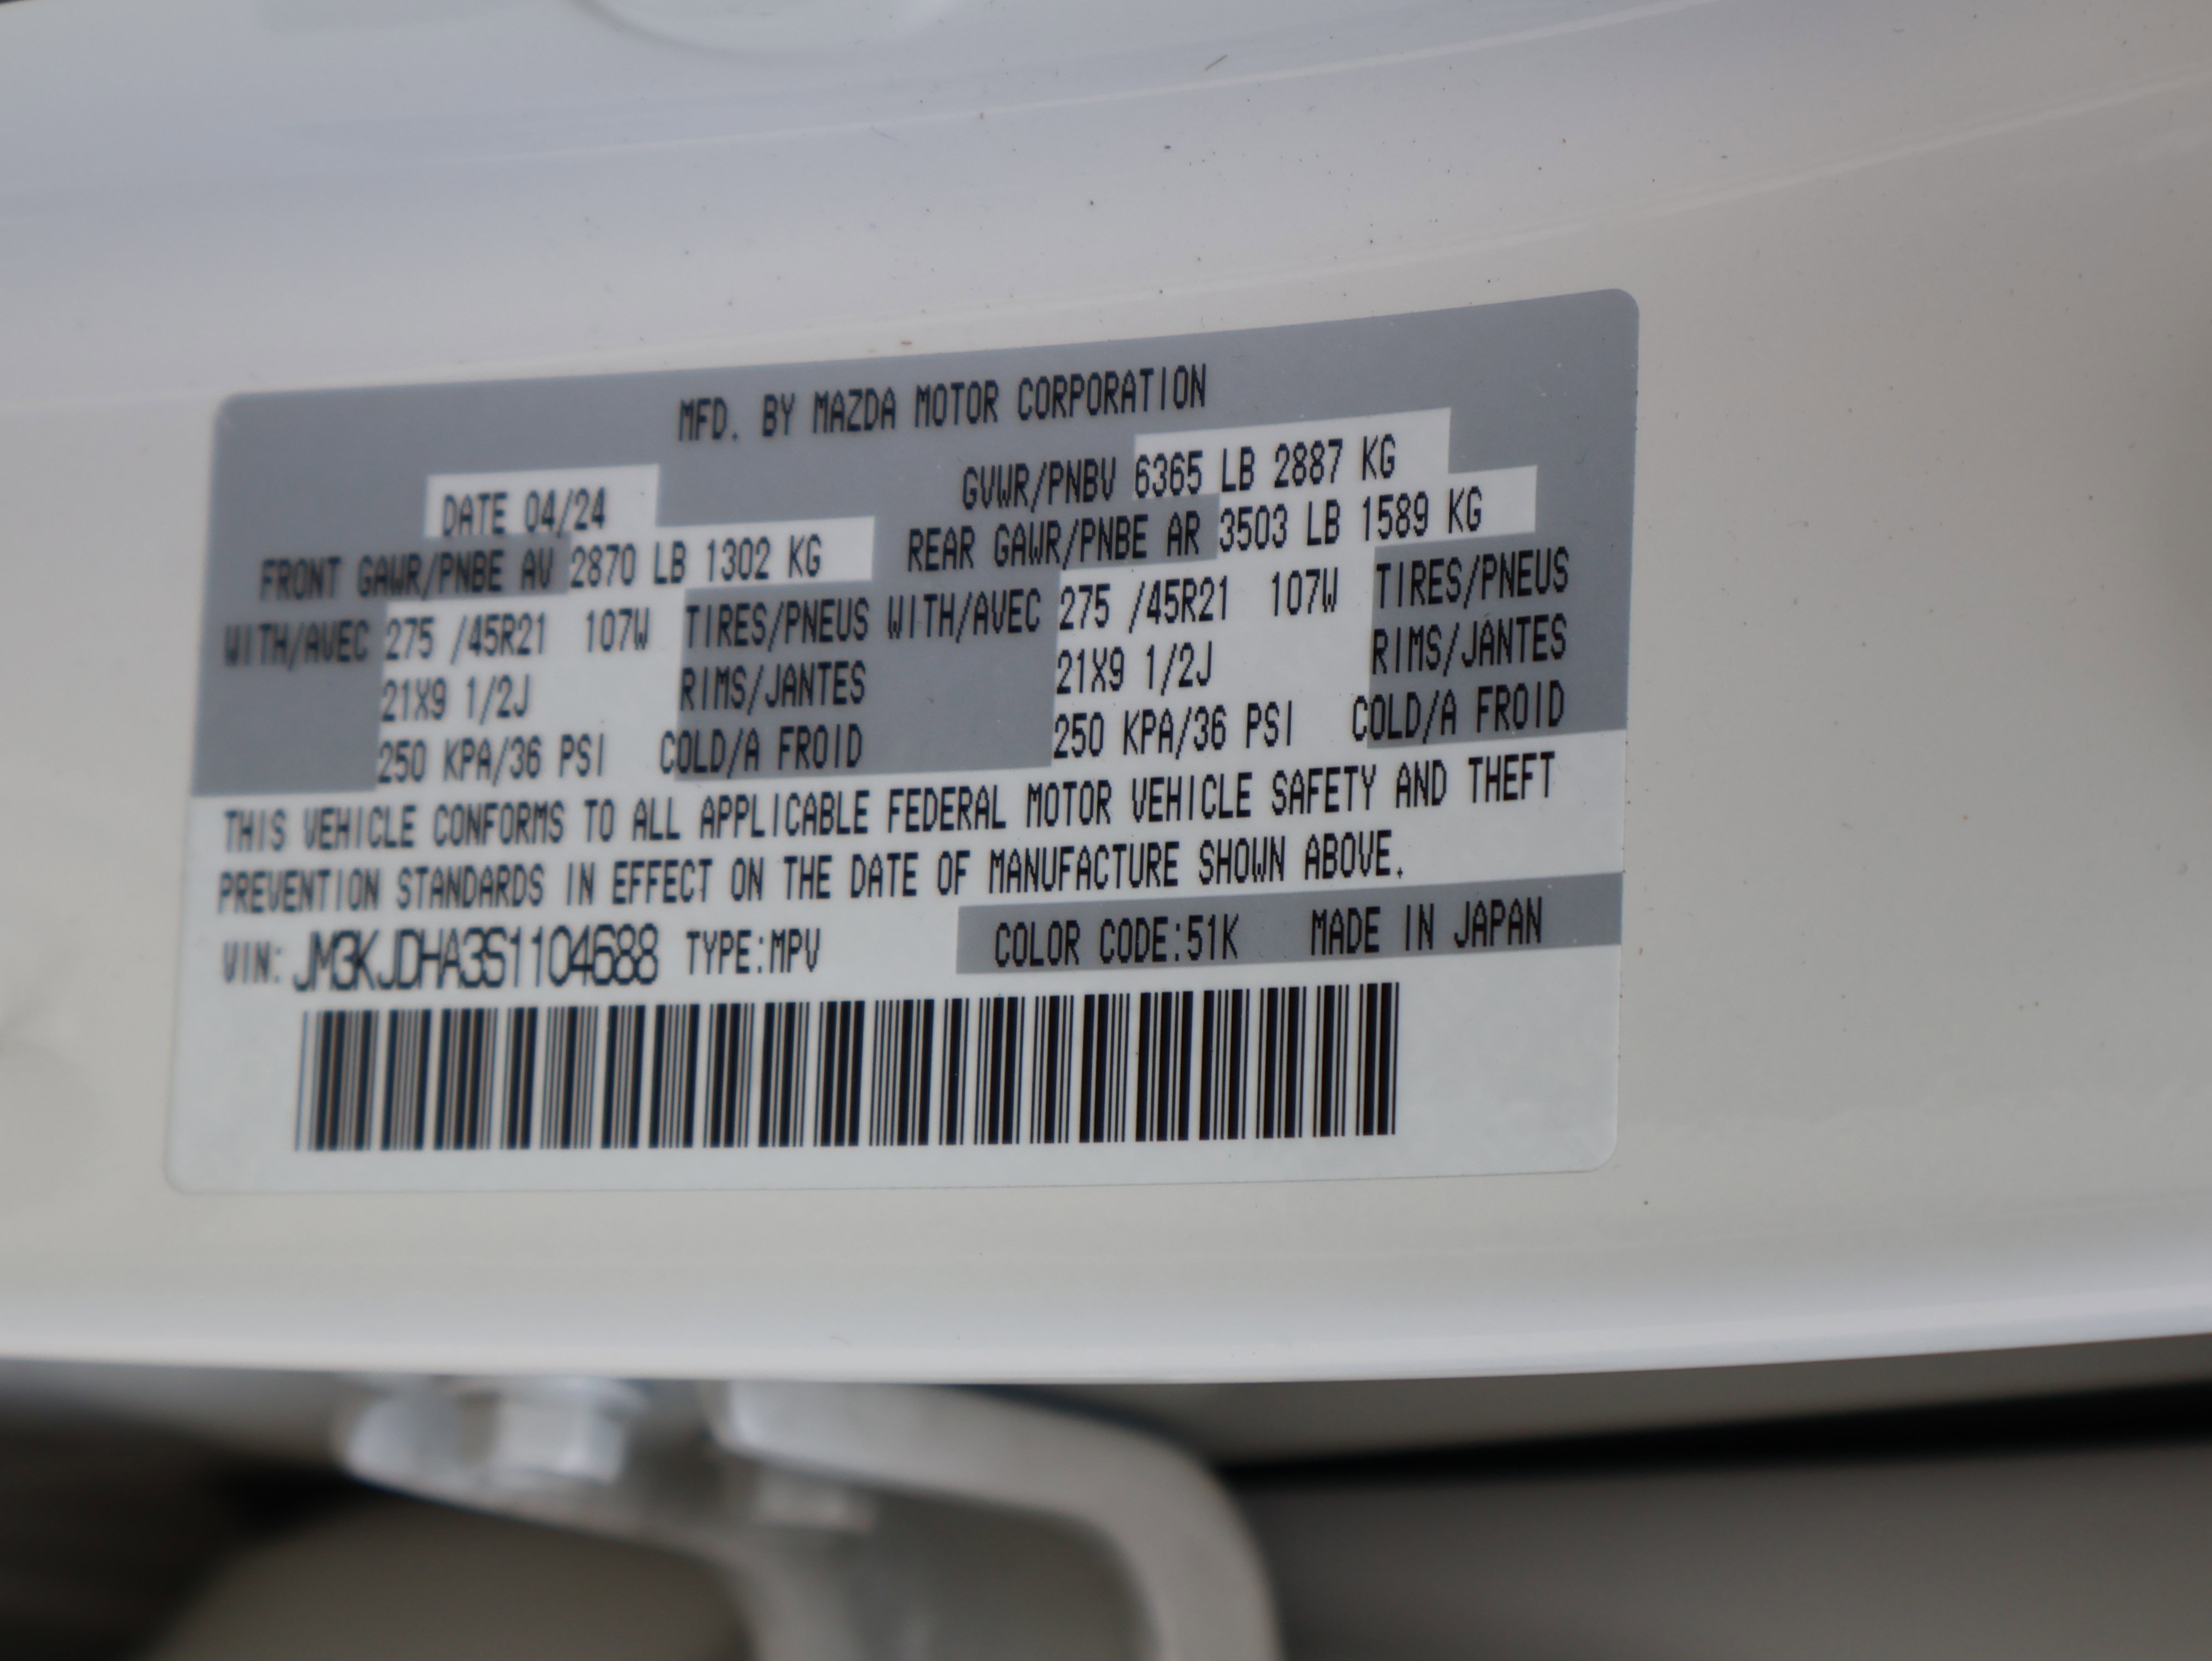 MFD. BY MAZDA MOTOR CORPORATION
DATE 04/24 GVWR/PNBV 6365 LB 2887 KG
FRONT GAWR/PNBE AV 2870 LB 1302 KG REAR GAWR/PNBE AR 3503 LB 1589 KG
WITH/AVEC 275 /45R21 107W TIRES/PNEUS WITH/AVEC 275 /45R21 107W TIRES/PNEUS
21X9 1/2J RIMS/JANTES 21X9 1/2J RIMS/JANTES
250 KPA/36 PSI COLD/A FROID 250 KPA/36 PSI COLD/A FROID
THIS VEHICLE CONFORMS TO ALL APPLICABLE FEDERAL MOTOR VEHICLE SAFETY AND THEFT
PREVENTION STANDARDS IN EFFECT ON THE DATE OF MANUFACTURE SHOWN ABOVE.
VIN: JM3KJDHA3S1104688 TYPE:MPV COLOR CODE:51K MADE IN JAPAN